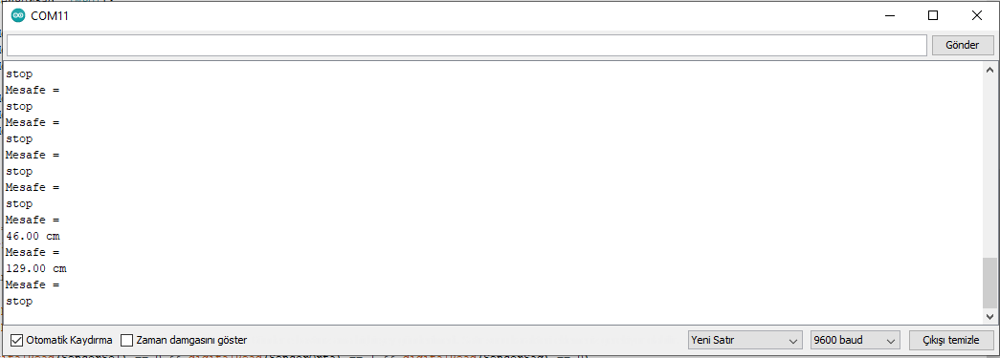 COM11
Gönder
stop
Mesafe =
stop
Mesafe =
stop
Mesafe =
stop
Mesafe =
stop
Mesafe =
46.00 cm
Mesafe =
129.00 cm
Mesafe =
stop
Otomatik Kaydırma
Zaman damgasını göster
Yeni Satır
9600 baud
Çıkışı temizle